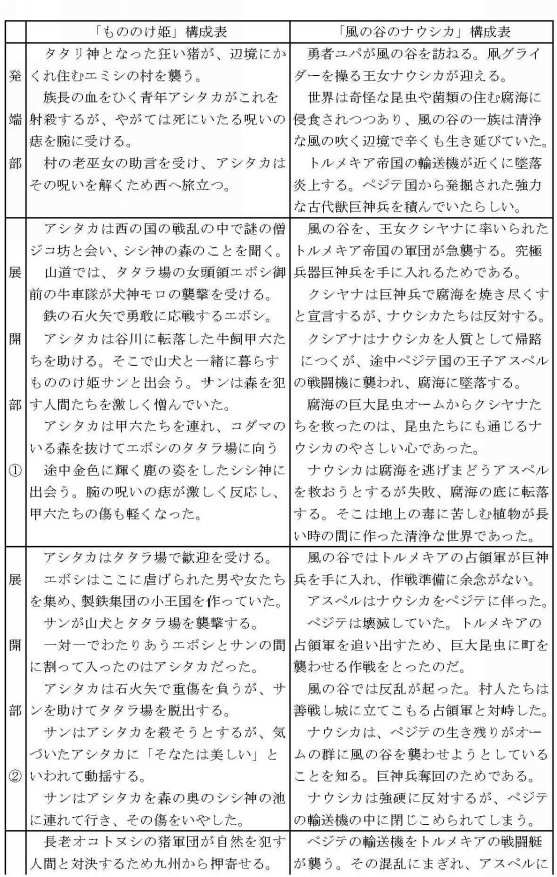 「もののけ姫」構成表
「風の谷のナウシカ」構成表
発端部
タタリ神となった狂い猪が、辺境にか
くれ住むエミシの村を襲う。
族長の血をひく青年アシタカがこれを
射殺するが、やがては死にいたる呪いの
痣を腕に受ける。
村の老巫女の助言を受け、アシタカは
その呪いを解くため西へ旅立つ。
勇者ユパが風の谷を訪ねる。凧グライ
ダーを操る王女ナウシカが迎える。
世界は奇怪な昆虫や菌類の住む腐海に
侵食されつつあり、風の谷の一族は清浄
な風の吹く辺境で辛くも生き延びていた。
トルメキア帝国の輸送機が近くに墜落
炎上する。ペジテ国から発掘された強力
な古代獣巨神兵を積んでいたらしい。
展開部①
アシタカは西の国の戦乱の中で謎の僧
ジコ坊と会い、シシ神の森のことを聞く。
山道では、タタラ場の女頭領エボシ御
前の牛車隊が犬神モロの襲撃を受ける。
鉄の石火矢で勇敢に応戦するエボシ。
アシタカは谷川に転落した牛飼甲六た
ちを助ける。そこで山犬と一緒に暮らす
もののけ姫サンと出会う。サンは森を犯
す人間たちを激しく憎んでいた。
アシタカは甲六たちを連れ、コダマの
いる森を抜けてエボシのタタラ場に向う
途中金色に輝く鹿の姿をしたシシ神に
出会う。腕の呪いの痣が激しく反応し、
甲六たちの傷も軽くなった。
風の谷を、王女クシャナに率いられた
トルメキア帝国の軍団が急襲する。究極
兵器巨神兵を手に入れるためである。
クシャナは巨神兵で腐海を焼き尽くす
と宣言するが、ナウシカたちは反対する。
クシアナはナウシカを人質として帰路
につくが、途中ペジテ国の王子アスベル
の戦闘機に襲われ、腐海に墜落する。
腐海の巨大昆虫オームからクシャナた
ちを救ったのは、昆虫たちにも通じるナ
ウシカのやさしい心であった。
ナウシカは腐海を逃げまどうアスベル
を救おうとするが失敗、腐海の底に転落
する。そこは地上の毒に苦しむ植物が長
い時の間に作った清浄な世界であった。
展開部②
アシタカはタタラ場で歓迎を受ける。
エボシはここに虐げられた男や女たち
を集め、製鉄集団の小王国を作っていた。
サンが山犬とタタラ場を襲撃する。
一対一でわたりあうエボシとサンの間
に割って入ったのはアシタカだった。
アシタカは石火矢で重傷を負うが、サ
ンを助けてタタラ場を脱出する。
サンはアシタカを殺そうとするが、気
づいたアシタカに「そなたは美しい」と
いわれて動揺する。
サンはアシタカを森の奥のシシ神の池
に連れて行き、その傷をいやした。
風の谷ではトルメキアの占領軍が巨神
兵を手に入れ、作戦準備に余念がない。
アスベルはナウシカをペジテに伴った。
ペジテは壊滅していた。トルメキアの
占領軍を追い出すため、巨大昆虫に町を
襲わせる作戦をとったのだ。
風の谷では反乱が起った。村人たちは
善戦し城に立てこもる占領軍と対峙した。
ナウシカは、ペジテの生き残りがオー
ムの群に風の谷を襲わせようとしている
ことを知る。巨神兵奪回のためである。
ナウシカは強硬に反対するが、ペジテ
の輸送機の中に閉じこめられてしまう。
長老オコトヌシの猪軍団が自然を犯す
人間と対決するため九州から押寄せる。
ペジテの輸送機をトルメキアの戦闘艇
が襲う。その混乱にまぎれ、アスベルに